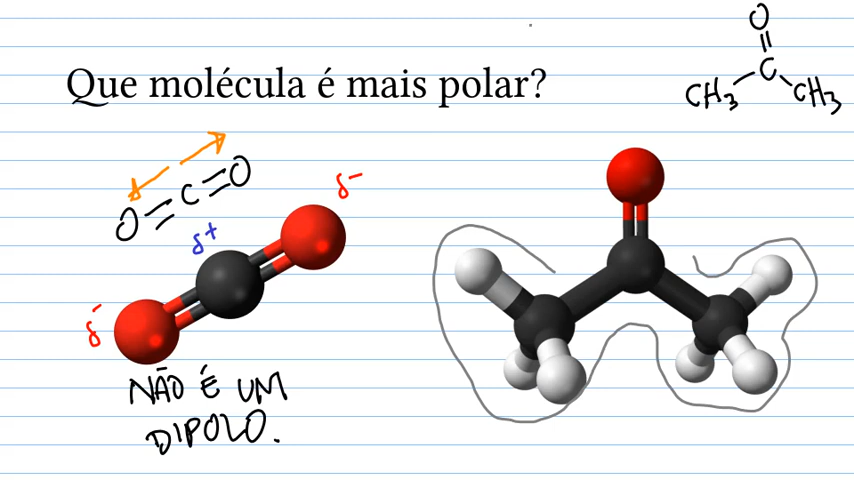 Que molécula é mais polar?
O
||
C
CH3 CH3
O=C=O
δ-
δ+
δ-
NÃO É UM
DIPOLO.